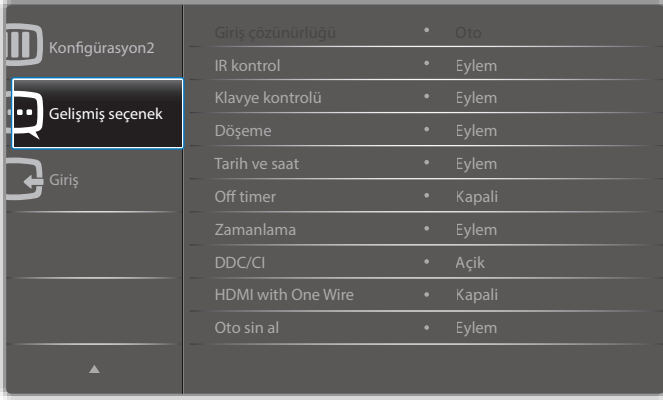 Konfigürasyon2
Gelişmiş seçenek
Giriş
Giriş çözünürlüğü • Oto
IR kontrol • Eylem
Klavye kontrolü • Eylem
Döşeme • Eylem
Tarih ve saat • Eylem
Off timer • Kapali
Zamanlama • Eylem
DDC/CI • Açik
HDMI with One Wire • Kapali
Oto sin al • Eylem